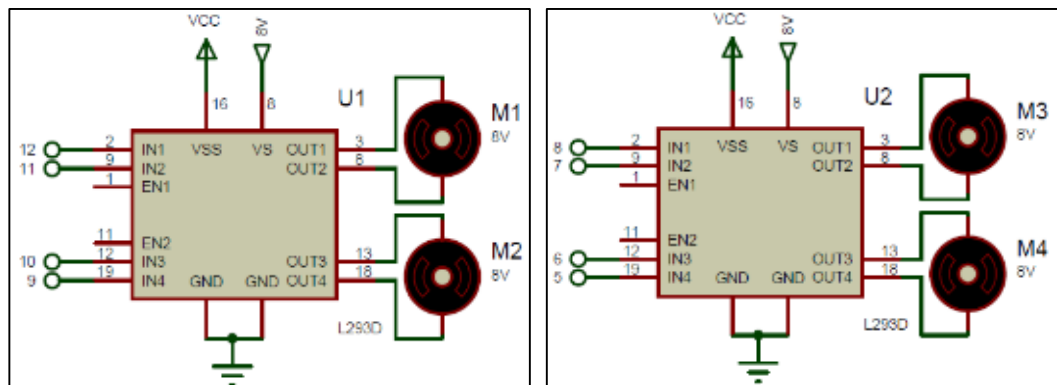 VCC
8V
16
8
U1
M1
8V
12
2
IN1
VSS
VS
OUT1
3
11
9
IN2
OUT2
8
1
EN1
11
EN2
M2
8V
10
12
IN3
OUT3
13
9
19
IN4
GND
GND
OUT4
18
L293D
VCC
8V
16
8
U2
M3
8V
8
2
IN1
VSS
VS
OUT1
3
7
9
IN2
OUT2
8
1
EN1
11
EN2
M4
8V
6
12
IN3
OUT3
13
5
19
IN4
GND
GND
OUT4
18
L293D